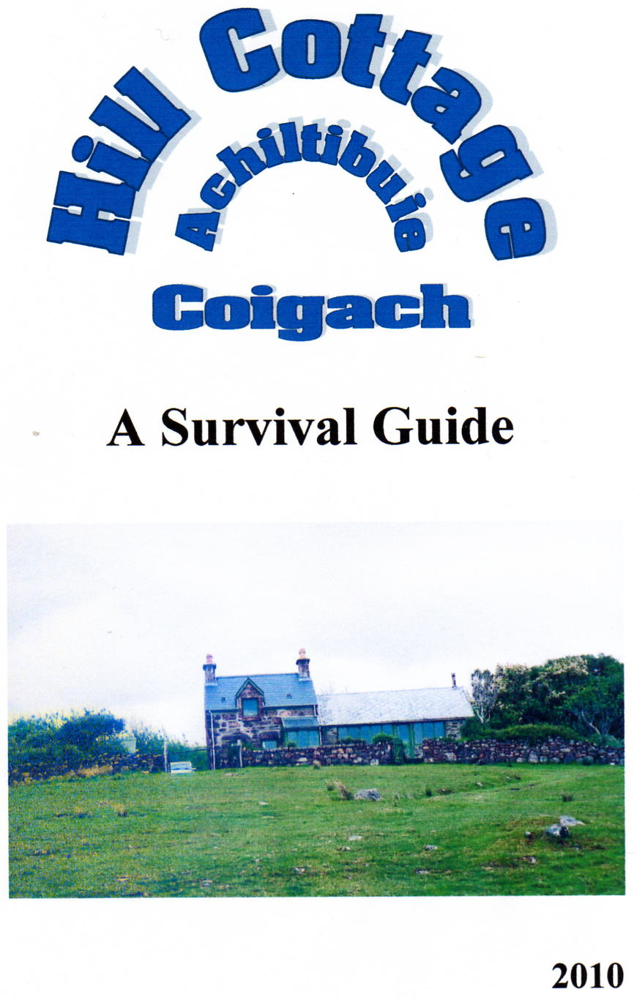 Hill Cottage
Achiltibuie
Coigach
A Survival Guide
2010